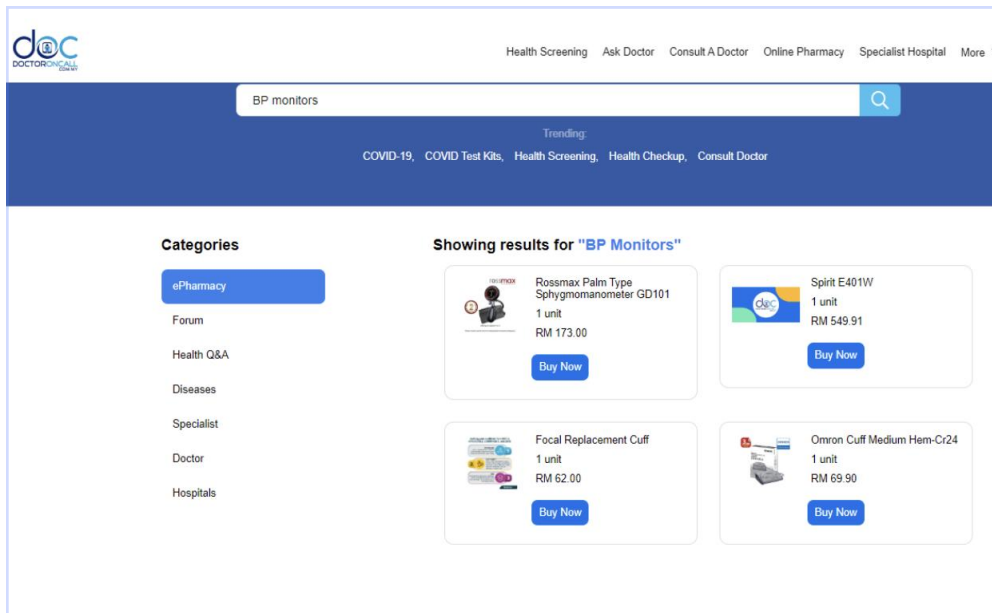 doc
DOCTORONCALL
.COM.MY
Health Screening Ask Doctor Consult A Doctor Online Pharmacy Specialist Hospital More
BP monitors
Trending:
COVID-19, COVID Test Kits, Health Screening, Health Checkup, Consult Doctor
Categories
ePharmacy
Forum
Health Q&A
Diseases
Specialist
Doctor
Hospitals
Showing results for "BP Monitors"
rossmax
Rossmax Palm Type
Sphygmomanometer GD101
1 unit
RM 173.00
Buy Now
doc
Spirit E401W
1 unit
RM 549.91
Buy Now
Focal Replacement Cuff
1 unit
RM 62.00
Buy Now
Omron Cuff Medium Hem-Cr24
1 unit
RM 69.90
Buy Now